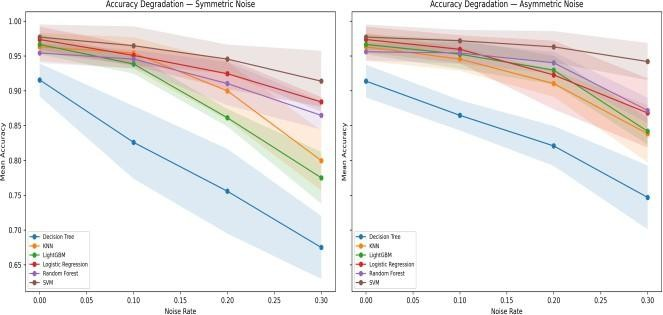 Accuracy Degradation — Symmetric Noise
1.00
0.95
0.90
0.85
0.80
0.75
0.70
0.65
Mean Accuracy
Decision Tree
KNN
LightGBM
Logistic Regression
Random Forest
SVM
0.00 0.05 0.10 0.15 0.20 0.25 0.30
Noise Rate
Accuracy Degradation — Asymmetric Noise
Mean Accuracy
Decision Tree
KNN
LightGBM
Logistic Regression
Random Forest
SVM
0.00 0.05 0.10 0.15 0.20 0.25 0.30
Noise Rate